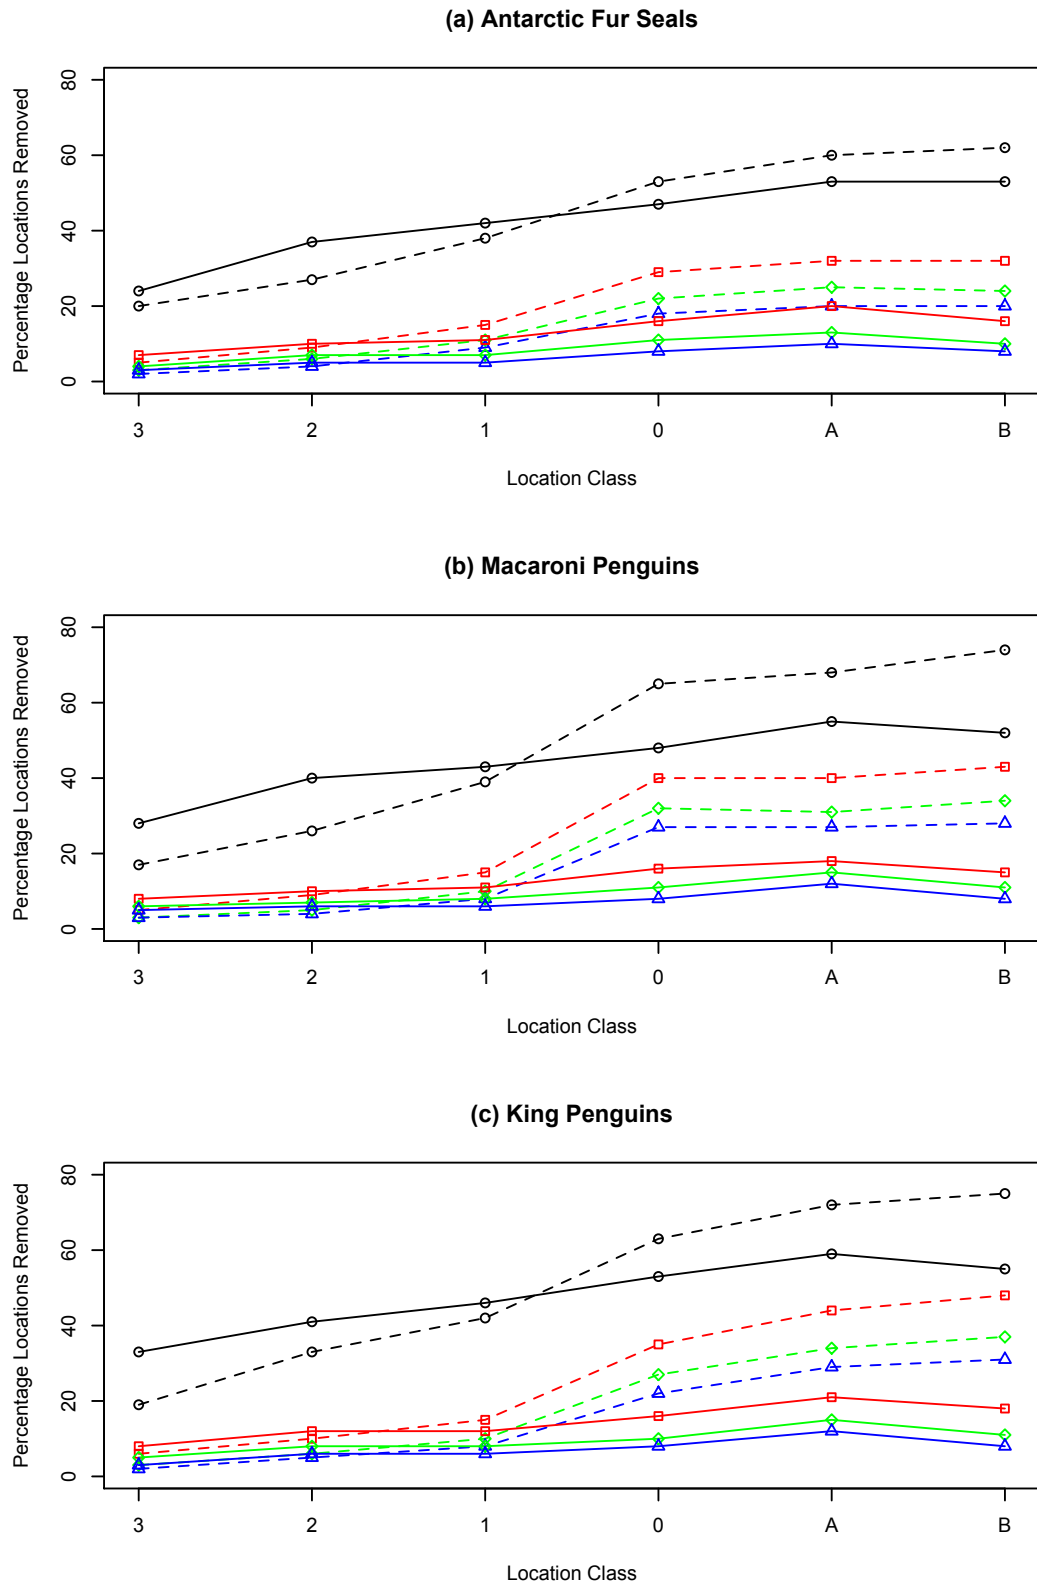 (a) Antarctic Fur Seals
Percentage Locations Removed
80
60
40
20
0
3 2 1 0 A B
Location Class
(b) Macaroni Penguins
Percentage Locations Removed
80
60
40
20
0
3 2 1 0 A B
Location Class
(c) King Penguins
Percentage Locations Removed
80
60
40
20
0
3 2 1 0 A B
Location Class